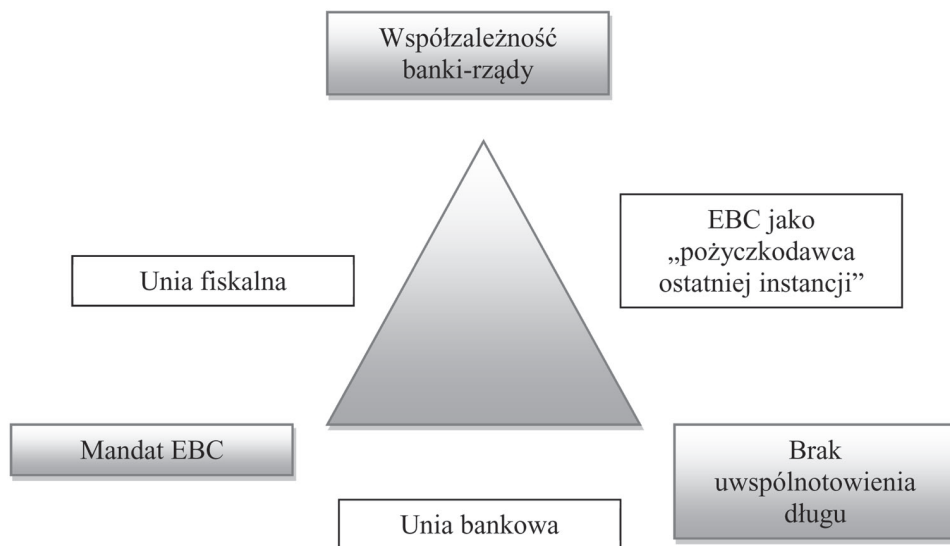 Współzależność
banki-rządy
EBC jako
„pożyczkodawca
ostatniej instancji”
Unia fiskalna
Mandat EBC
Brak
uwspólnotowienia
długu
Unia bankowa